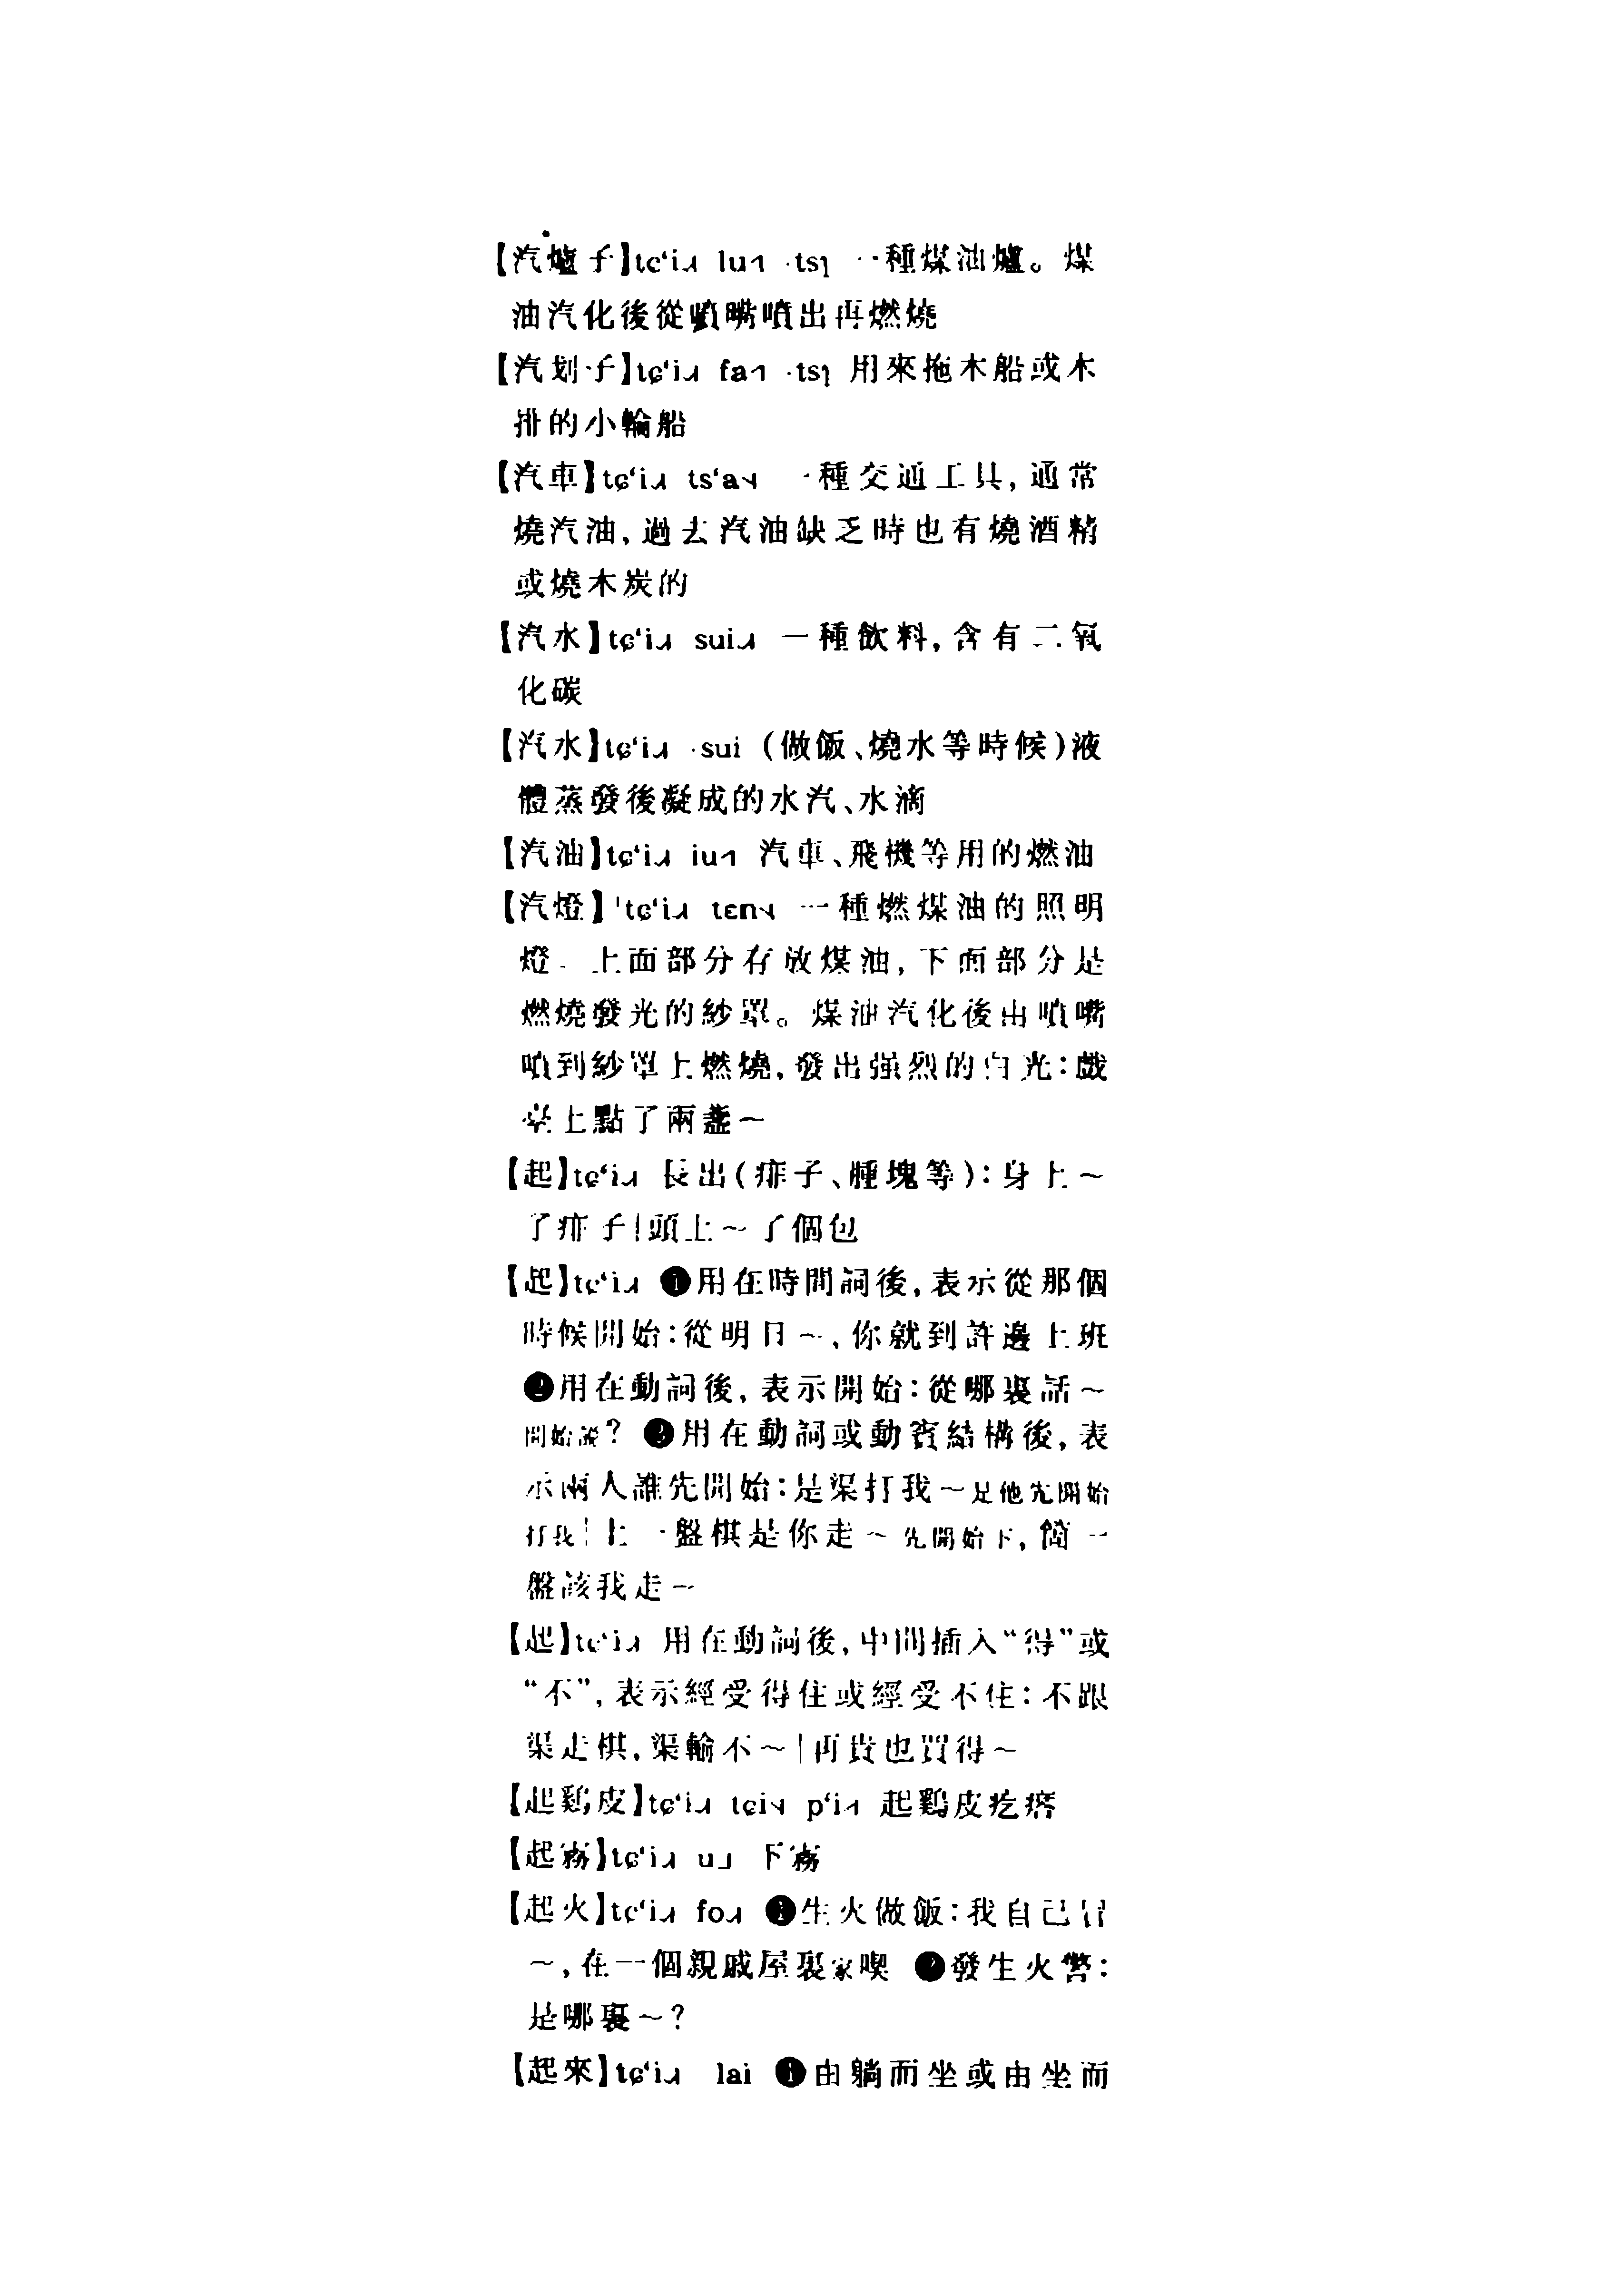 【汽爐子】tɕʻi˨˩ lu˦ ·tsɿ 一種煤油爐。煤
油汽化後從噴嘴噴出再燃燒
【汽划子】tɕʻi fa ·tsɿ 用來拖木船或木
排的小輪船
【汽車】tɕʻi tsʻa 一種交通工具,通常
燒汽油,過去汽油缺乏時也有燒酒精
或燒木炭的
【汽水】tɕʻi sui 一種飲料,含有二氧
化碳
【汽水】tɕʻi ·sui (做飯、燒水等時候)液
體蒸發後凝成的水汽、水滴
【汽油】tɕʻi iu 汽車、飛機等用的燃油
【汽燈】tɕʻi tɛn 一種燃煤油的照明
燈。上面部分存放煤油,下面部分是
燃燒發光的紗罩。煤油汽化後由噴嘴
噴到紗罩上燃燒,發出强烈的白光:戲
臺上點了兩盞~
【起】tɕʻi 長出(痱子、腫塊等):身上~
了痱子|頭上~了個包
【起】tɕʻi ❶用在時間詞後,表示從那個
時候開始:從明日~,你就到許邊上班
❷用在動詞後,表示開始:從哪裏話~
開始說? ❸用在動詞或動賓結構後,表
示兩人誰先開始:是渠打我~是他先開始
打我|上一盤棋是你走~先開始下,箇一
盤該我走~
【起】tɕʻi 用在動詞後,中間插入“得”或
“不”,表示經受得住或經受不住:不跟
渠走棋,渠輸不~|再貴也買得~
【起鷄皮】tɕʻi tɕi pʻi 起鷄皮疙瘩
【起霧】tɕʻi u 下霧
【起火】tɕʻi fo ❶生火做飯:我自己冒
~,在一個親戚屋裏家喫 ❷發生火警:
是哪裏~?
【起來】tɕʻi lai ❶由躺而坐或由坐而